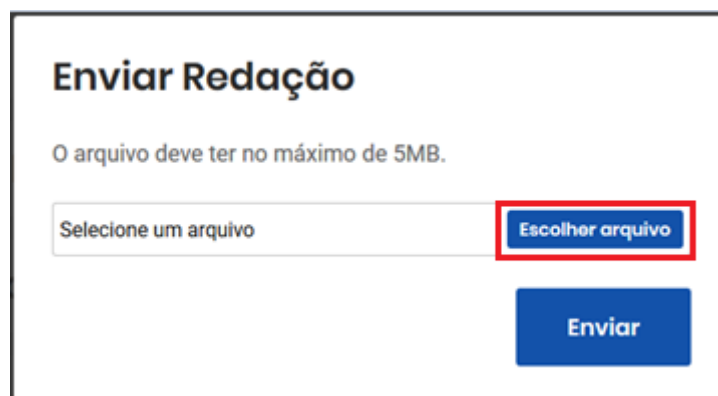 Enviar Redação
O arquivo deve ter no máximo de 5MB.
Selecione um arquivo Escolher arquivo
Enviar